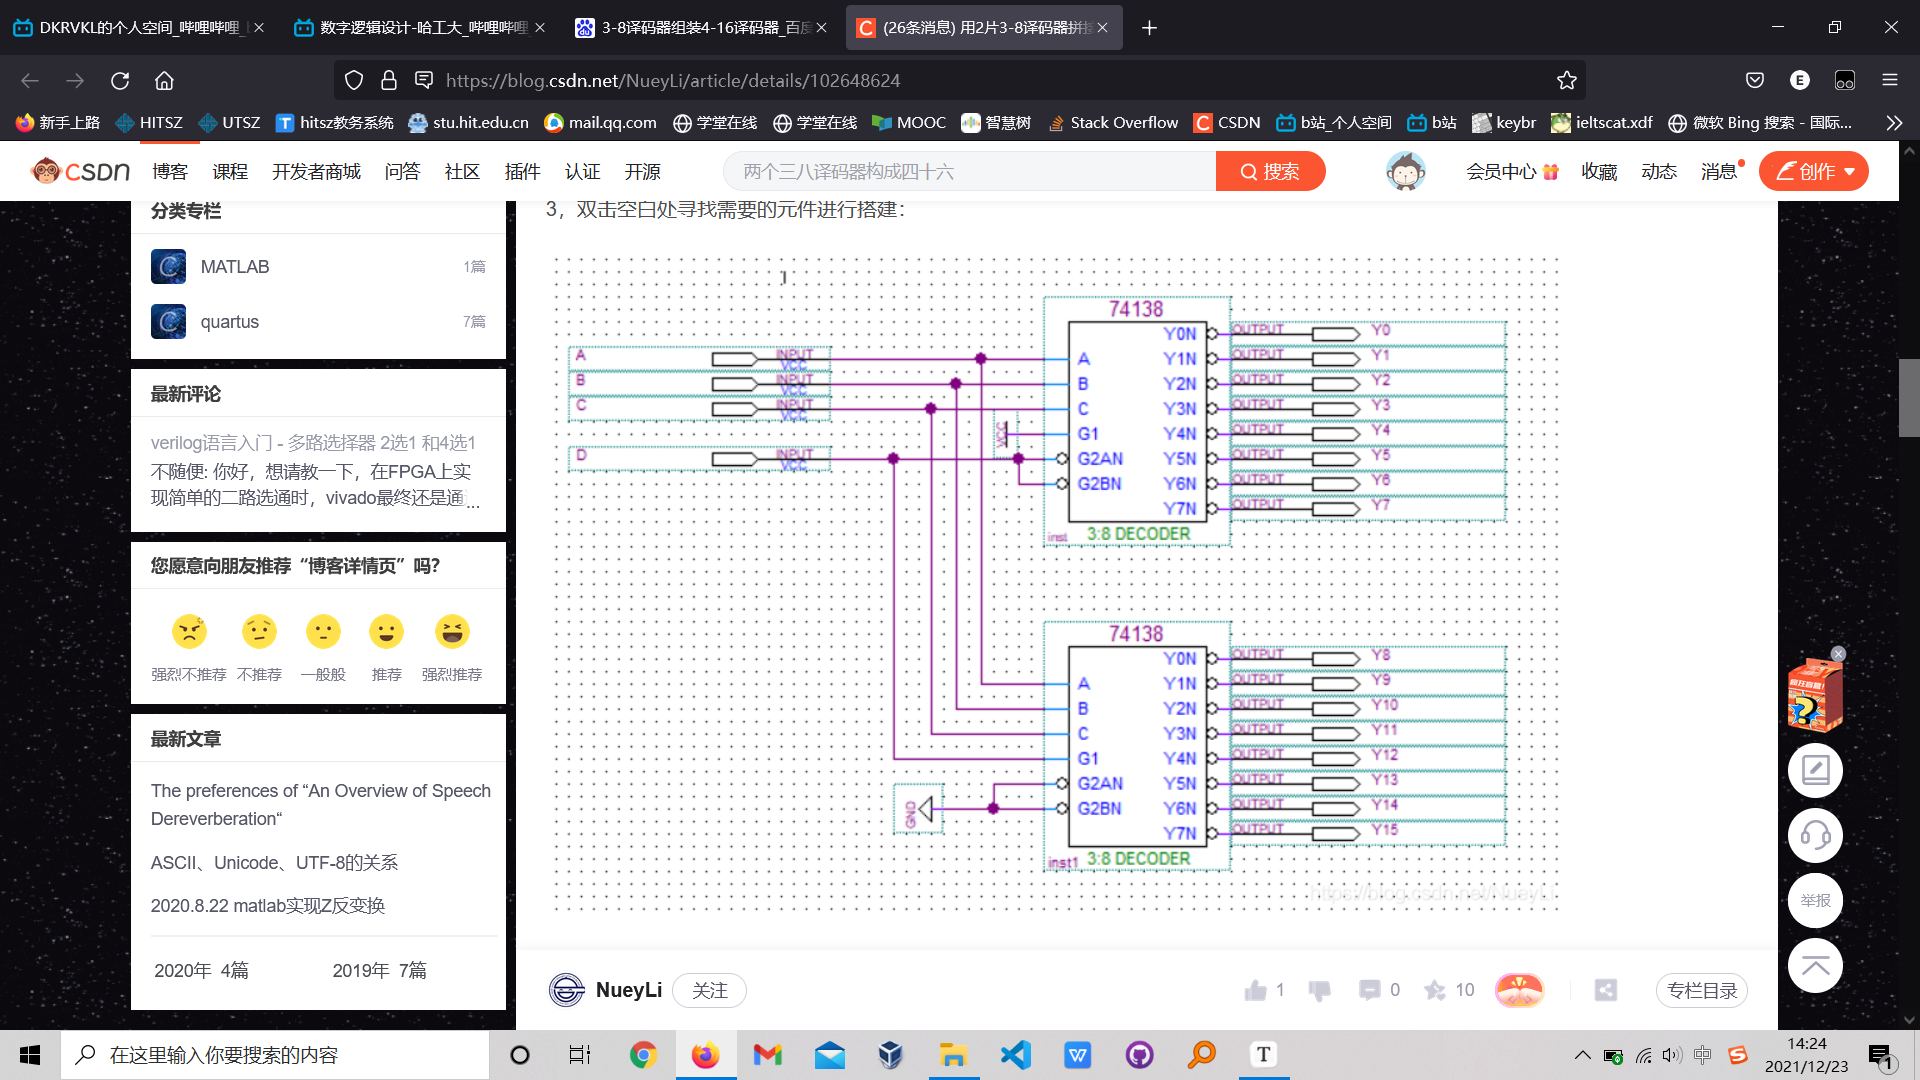 DKRVKL的个人空间_哔哩哔哩_
数字逻辑设计-哈工大_哔哩哔哩
3-8译码器组装4-16译码器_百度
(26条消息) 用2片3-8译码器拼接
https://blog.csdn.net/NueyLi/article/details/102648624
E
新手上路 HITSZ UTSZ hitsz教务系统 stu.hit.edu.cn mail.qq.com 学堂在线 学堂在线 MOOC 智慧树 Stack Overflow CSDN b站_个人空间 b站 keybr ieltscat.xdf 微软 Bing 搜索 - 国际...
CSDN 博客 课程 开发者商城 问答 社区 插件 认证 开源 两个三八译码器构成四十六 搜索 会员中心 收藏 动态 消息 创作
分类专栏
MATLAB 1篇
quartus 7篇
最新评论
verilog语言入门 - 多路选择器 2选1 和4选1
不随便: 你好，想请教一下，在FPGA上实
现简单的二路选通时，vivado最终还是通...
您愿意向朋友推荐“博客详情页”吗？
强烈不推荐 不推荐 一般般 推荐 强烈推荐
最新文章
The preferences of “An Overview of Speech
Dereverberation“
ASCII、Unicode、UTF-8的关系
2020.8.22 matlab实现Z反变换
2020年 4篇 2019年 7篇
3，双击空白处寻找需要的元件进行搭建：
74138
Y0N OUTPUT Y0
A INPUT VCC A Y1N OUTPUT Y1
B INPUT VCC B Y2N OUTPUT Y2
C INPUT VCC C Y3N OUTPUT Y3
VCC G1 Y4N OUTPUT Y4
D INPUT VCC G2AN Y5N OUTPUT Y5
G2BN Y6N OUTPUT Y6
Y7N OUTPUT Y7
inst 3:8 DECODER
74138
Y0N OUTPUT Y8
A Y1N OUTPUT Y9
B Y2N OUTPUT Y10
C Y3N OUTPUT Y11
G1 Y4N OUTPUT Y12
G2AN Y5N OUTPUT Y13
GND G2BN Y6N OUTPUT Y14
Y7N OUTPUT Y15
inst1 3:8 DECODER
https://blog.csdn.net/NueyLi
举报
NueyLi 关注 1 0 10 专栏目录
在这里输入你要搜索的内容
中
14:24
2021/12/23
1